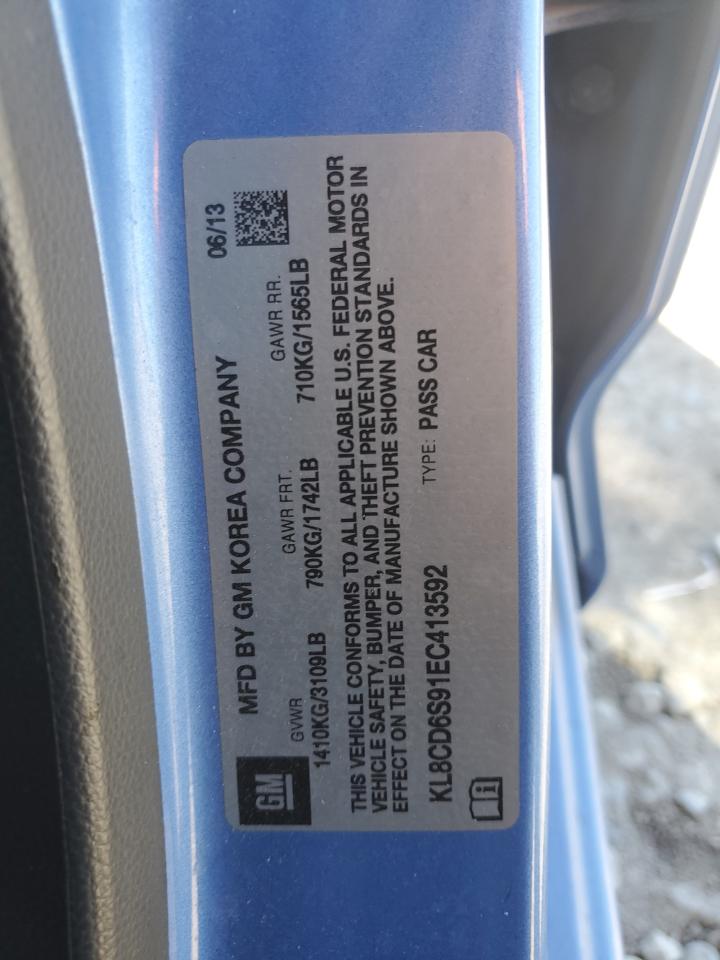 GM
MFD BY GM KOREA COMPANY 06/13
GVWR GAWR FRT. GAWR RR.
1410KG/3109LB 790KG/1742LB 710KG/1565LB
THIS VEHICLE CONFORMS TO ALL APPLICABLE U.S. FEDERAL MOTOR
VEHICLE SAFETY, BUMPER, AND THEFT PREVENTION STANDARDS IN
EFFECT ON THE DATE OF MANUFACTURE SHOWN ABOVE.
KL8CD6S91EC413592 TYPE: PASS CAR